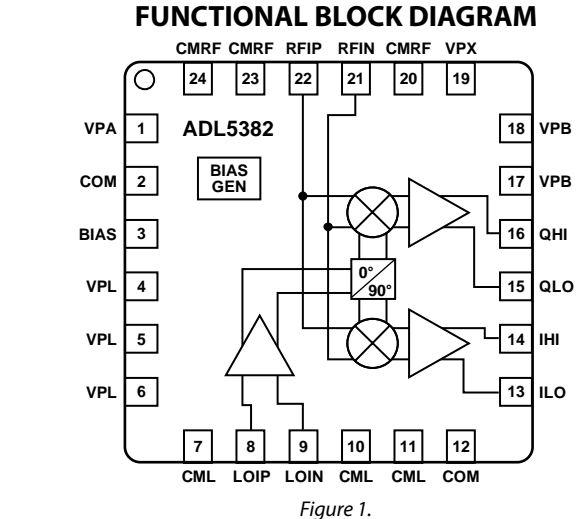 FUNCTIONAL BLOCK DIAGRAM
CMRF CMRF RFIP RFIN CMRF VPX
24 23 22 21 20 19
VPA 1 ADL5382 18 VPB
BIAS
GEN
COM 2 17 VPB
BIAS 3 16 QHI
0°
90°
VPL 4 15 QLO
VPL 5 14 IHI
VPL 6 13 ILO
7 8 9 10 11 12
CML LOIP LOIN CML CML COM
Figure 1.